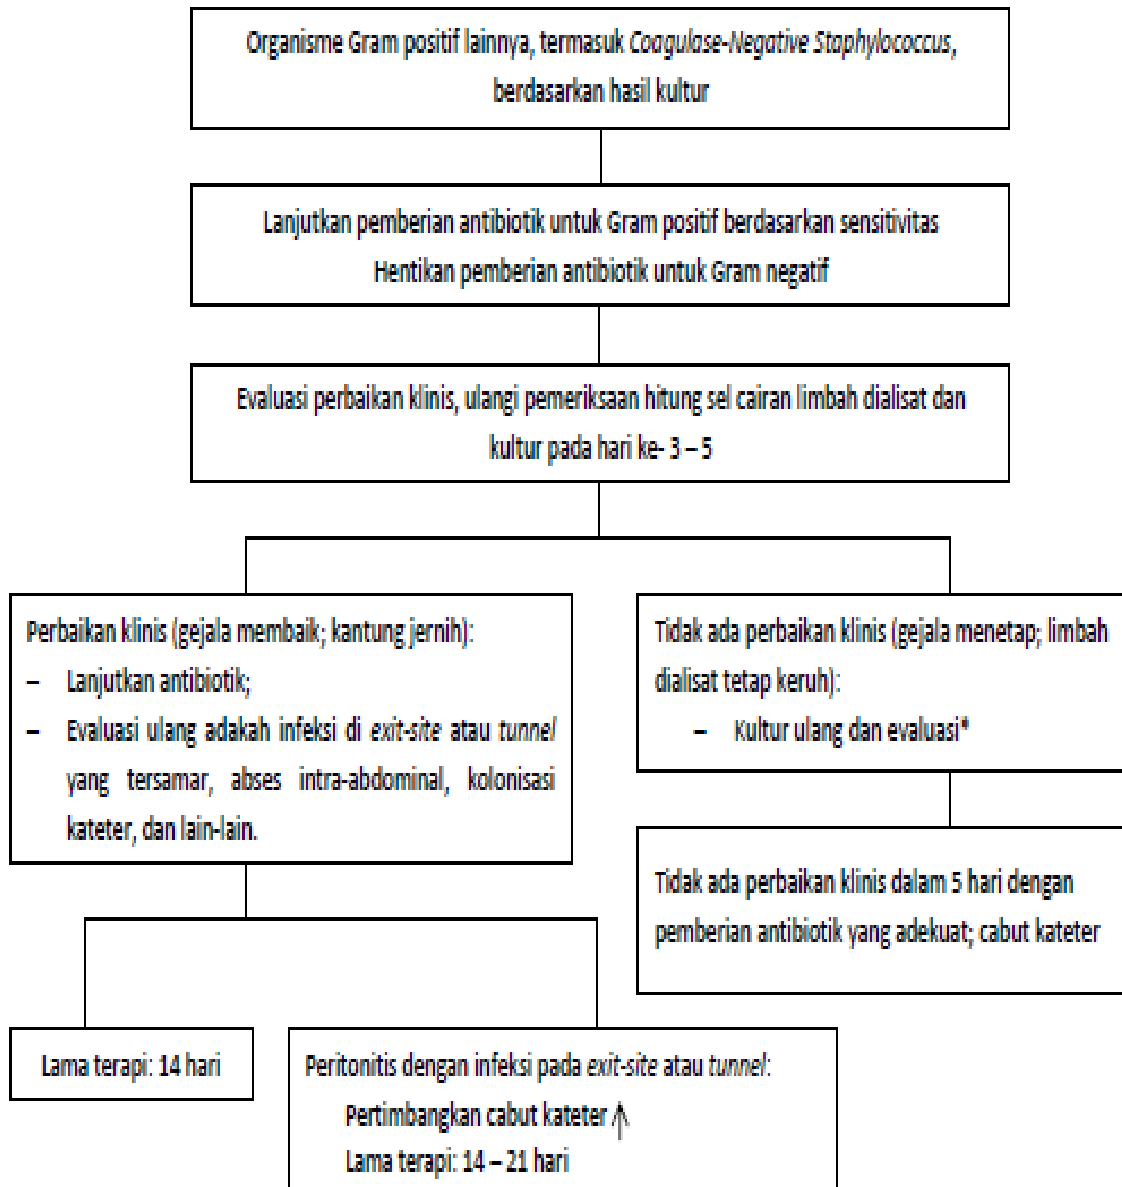 Organisme Gram positif lainnya, termasuk Coagulase-Negative Staphylococcus,
berdasarkan hasil kultur
Lanjutkan pemberian antibiotik untuk Gram positif berdasarkan sensitivitas
Hentikan pemberian antibiotik untuk Gram negatif
Evaluasi perbaikan klinis, ulangi pemeriksaan hitung sel cairan limbah dialisat dan
kultur pada hari ke- 3 – 5
Perbaikan klinis (gejala membaik; kantung jernih):
– Lanjutkan antibiotik;
– Evaluasi ulang adakah infeksi di exit-site atau tunnel
yang tersamar, abses intra-abdominal, kolonisasi
kateter, dan lain-lain.
Tidak ada perbaikan klinis (gejala menetap; limbah
dialisat tetap keruh):
– Kultur ulang dan evaluasi*
Tidak ada perbaikan klinis dalam 5 hari dengan
pemberian antibiotik yang adekuat; cabut kateter
Lama terapi: 14 hari
Peritonitis dengan infeksi pada exit-site atau tunnel:
Pertimbangkan cabut kateter ↑
Lama terapi: 14 – 21 hari